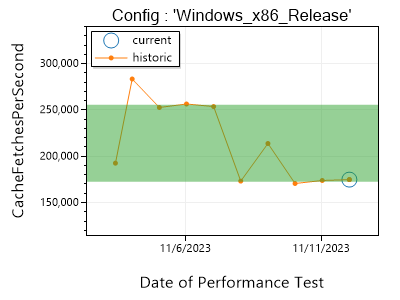 Config : 'Windows_x86_Release'
current
historic
300,000
250,000
200,000
150,000
CacheFetchesPerSecond
11/6/2023
11/11/2023
Date of Performance Test